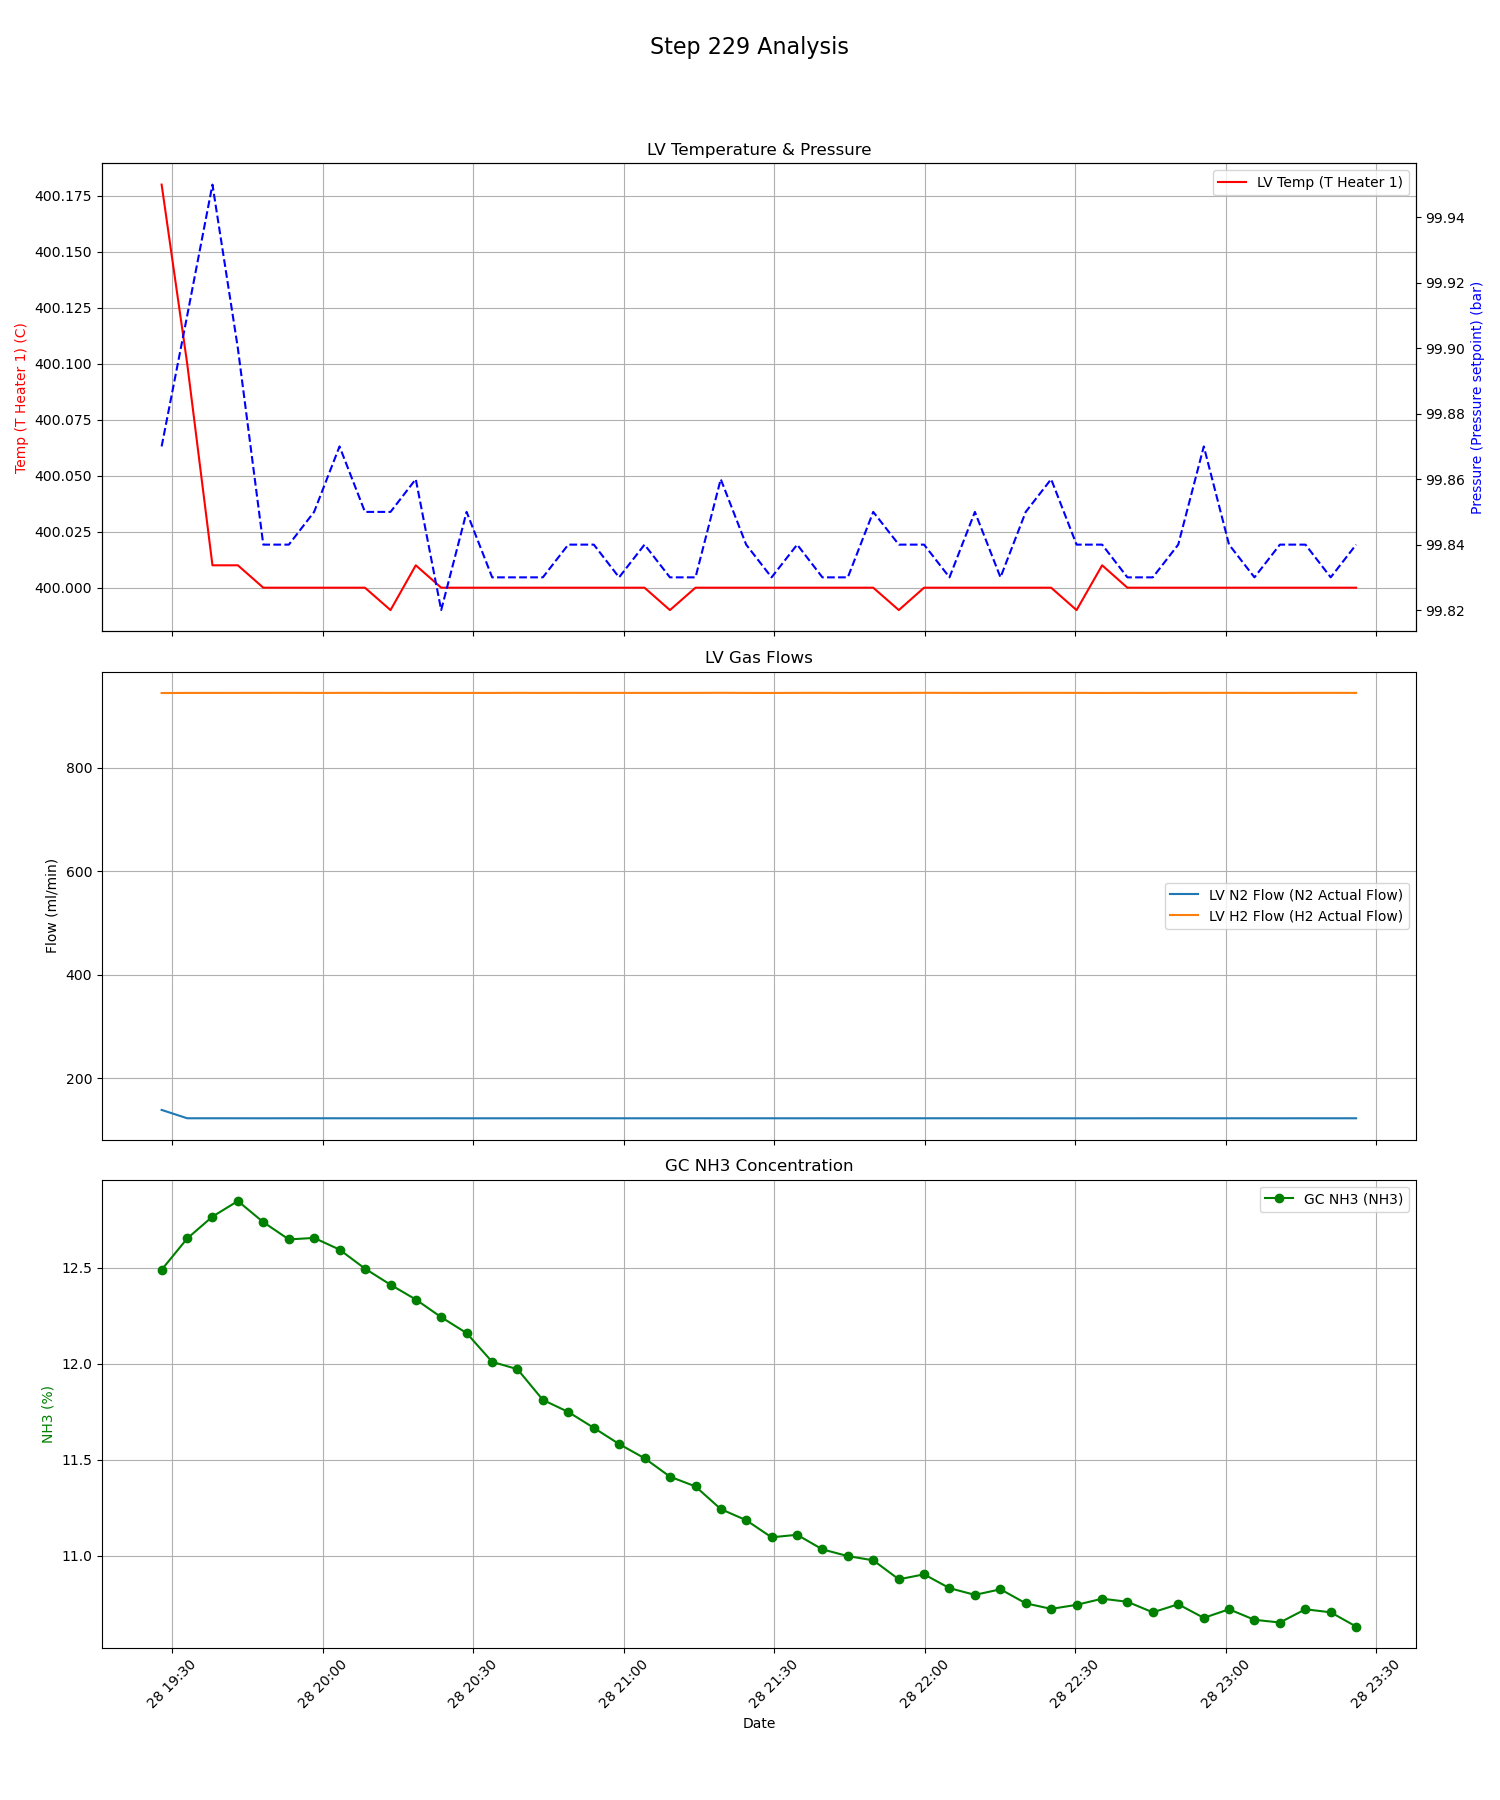 Step 229 Analysis
LV Temperature & Pressure
LV Temp (T Heater 1)
400.175
400.150
400.125
400.100
400.075
400.050
400.025
400.000
Temp (T Heater 1) (C)
99.94
99.92
99.90
99.88
99.86
99.84
99.82
Pressure (Pressure setpoint) (bar)
LV Gas Flows
800
600
400
200
Flow (ml/min)
LV N2 Flow (N2 Actual Flow)
LV H2 Flow (H2 Actual Flow)
GC NH3 Concentration
GC NH3 (NH3)
12.5
12.0
11.5
11.0
NH3 (%)
28 19:30
28 20:00
28 20:30
28 21:00
28 21:30
28 22:00
28 22:30
28 23:00
28 23:30
Date